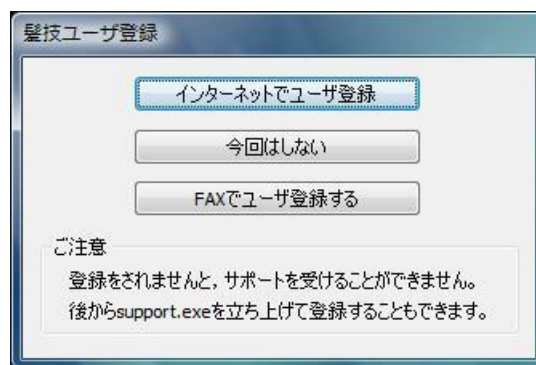 髪技ユーザ登録
インターネットでユーザ登録
今回はしない
FAXでユーザ登録する
ご注意
登録をされませんと，サポートを受けることができません。
後からsupport.exeを立ち上げて登録することもできます。